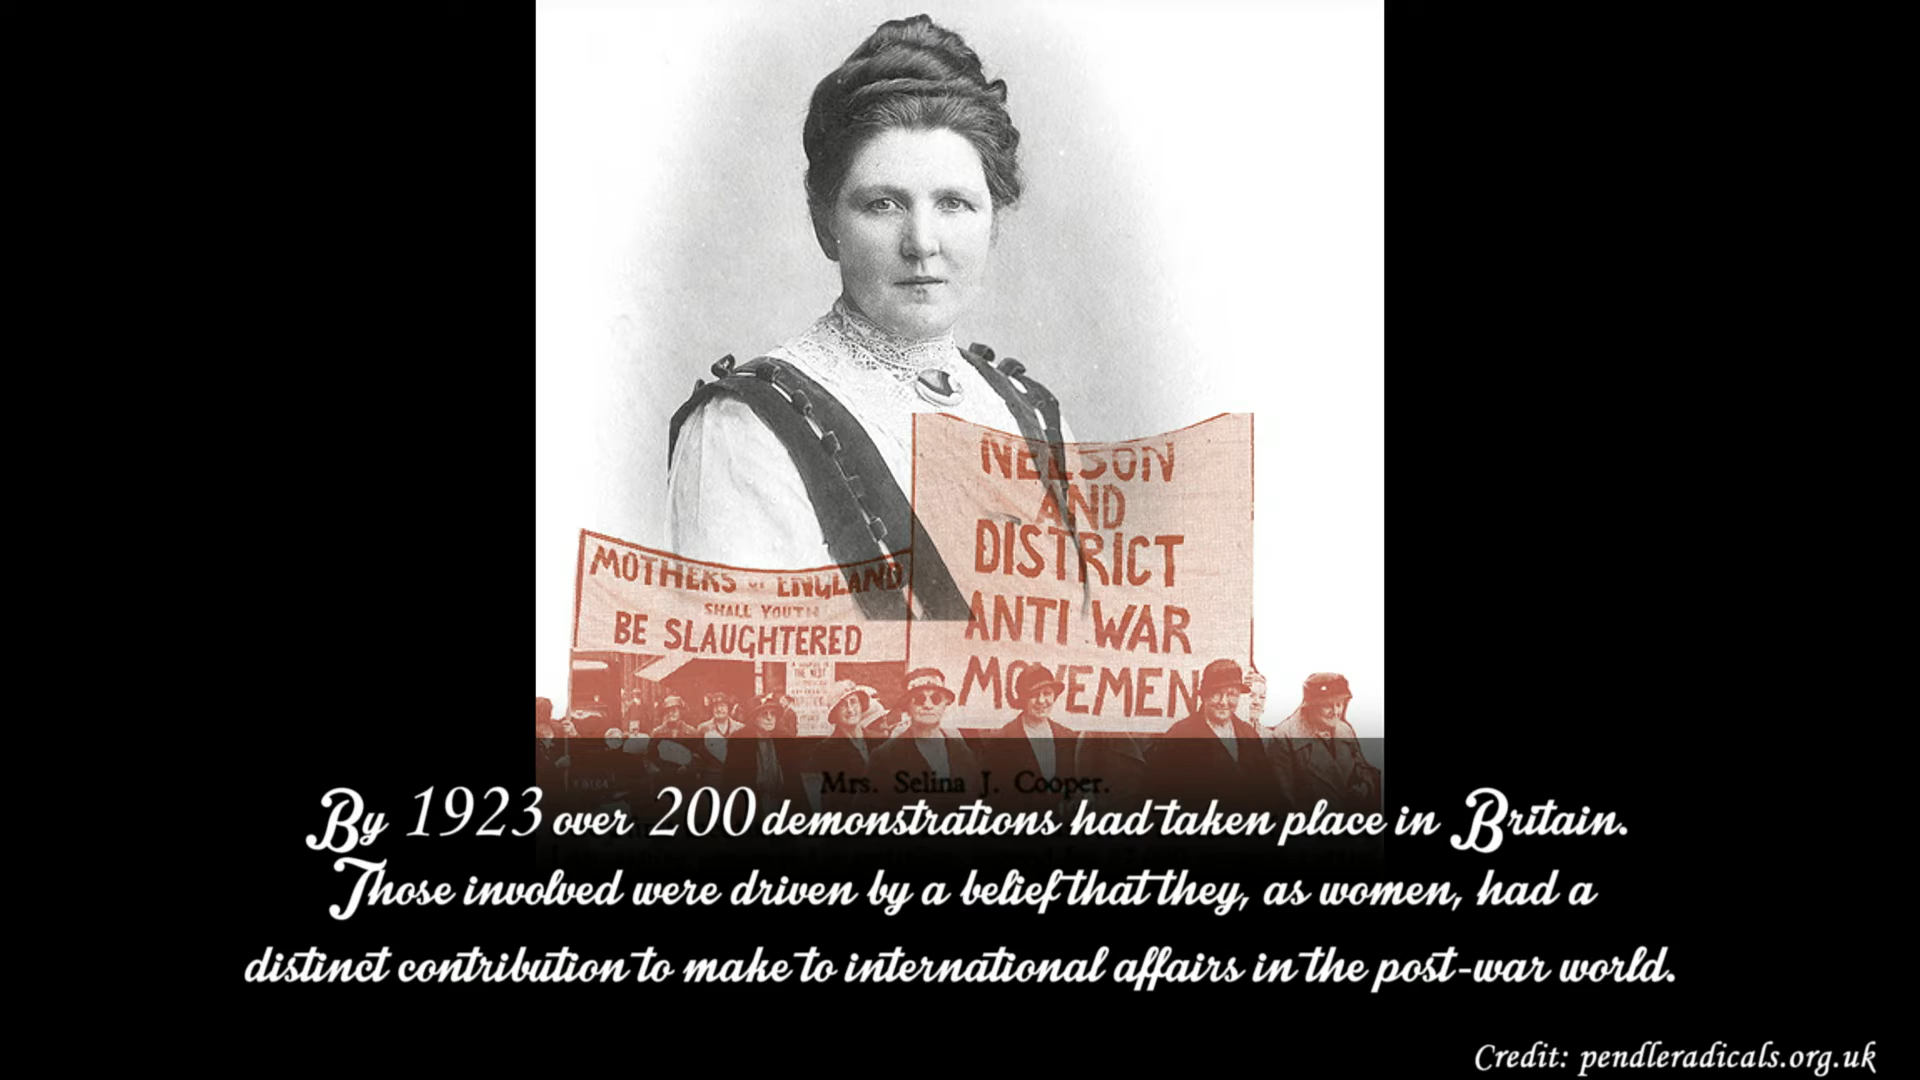 NELSON
AND
DISTRICT
ANTI WAR
MOVEMEN
MOTHERS OF ENGLAND
SHALL YOUTH
BE SLAUGHTERED
Mrs. Selina J. Cooper.
By 1923 over 200 demonstrations had taken place in Britain.
Those involved were driven by a belief that they, as women, had a
distinct contribution to make to international affairs in the post-war world.
Credit: pendleradicals.org.uk